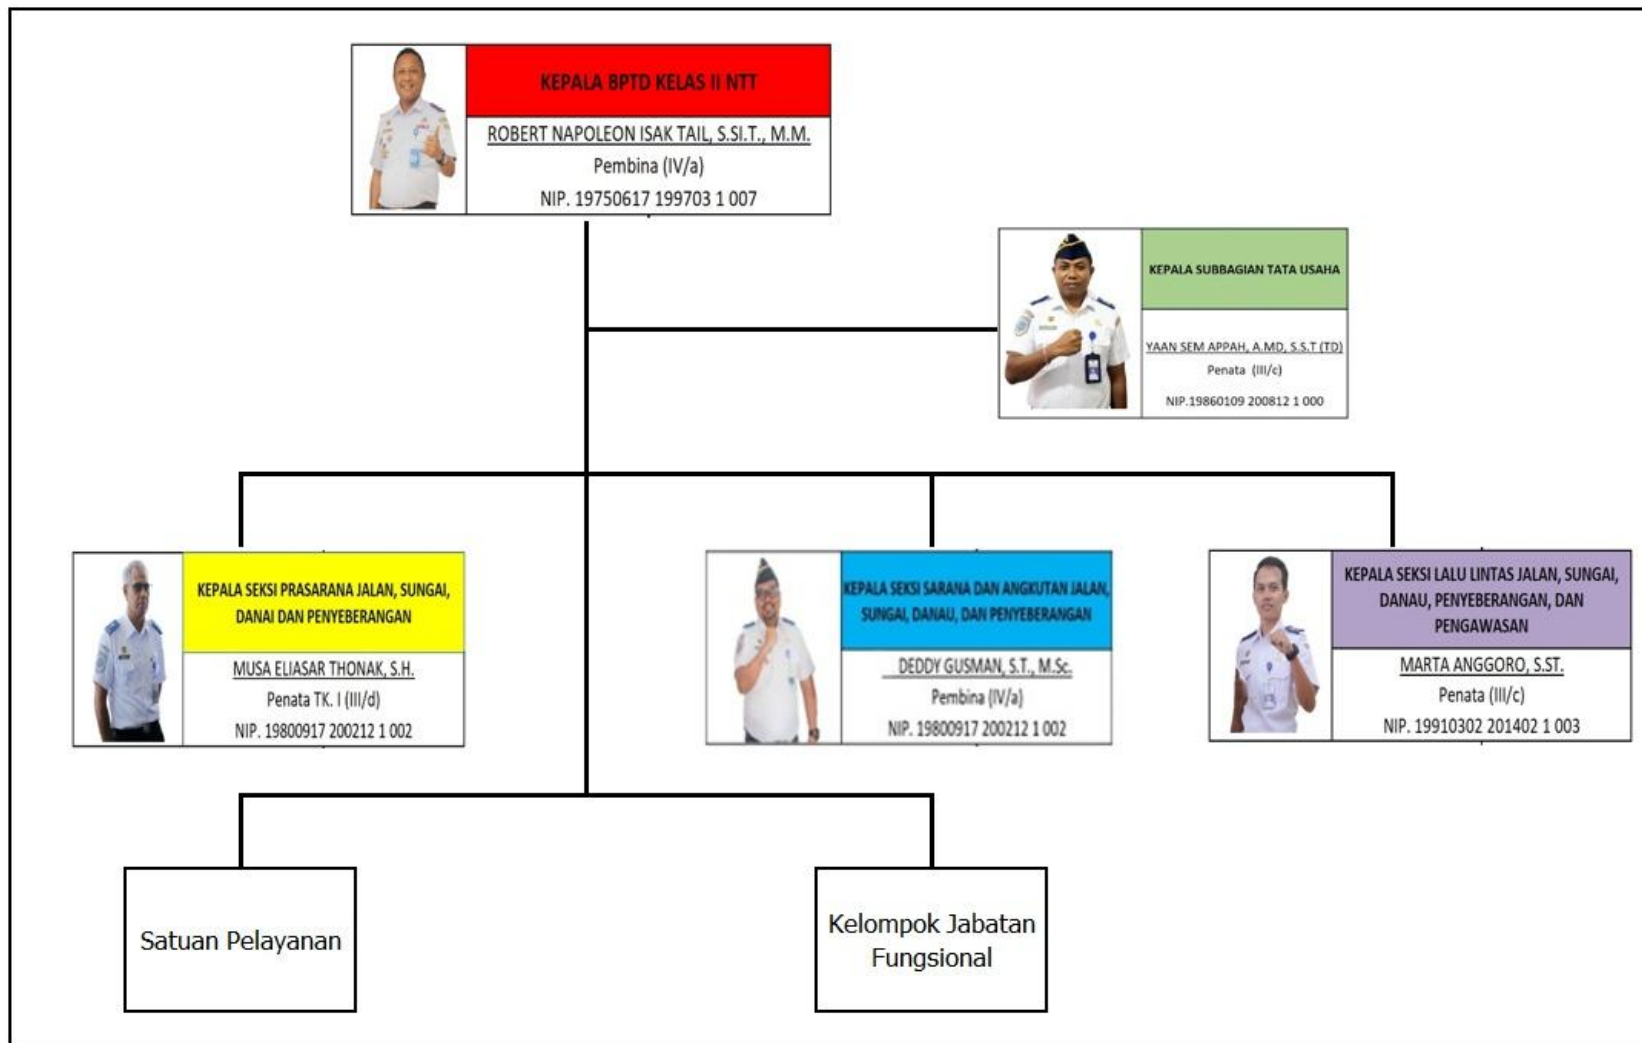 KEPALA BPTD KELAS II NTT
ROBERT NAPOLEON ISAK TAIL, S.SI.T., M.M.
Pembina (IV/a)
NIP. 19750617 199703 1 007
KEPALA SUBBAGIAN TATA USAHA
YAAN SEM APPAH, A.MD, S.S.T (TD)
Penata (III/c)
NIP.19860109 200812 1 000
KEPALA SEKSI PRASARANA JALAN, SUNGAI,
DANAI DAN PENYEBERANGAN
MUSA ELIASAR THONAK, S.H.
Penata TK. I (III/d)
NIP. 19800917 200212 1 002
KEPALA SEKSI SARANA DAN ANGKUTAN JALAN,
SUNGAI, DANAU, DAN PENYEBERANGAN
DEDDY GUSMAN, S.T., M.Sc.
Pembina (IV/a)
NIP. 19800917 200212 1 002
KEPALA SEKSI LALU LINTAS JALAN, SUNGAI,
DANAU, PENYEBERANGAN, DAN
PENGAWASAN
MARTA ANGGORO, S.ST.
Penata (III/c)
NIP. 19910302 201402 1 003
Satuan Pelayanan
Kelompok Jabatan
Fungsional